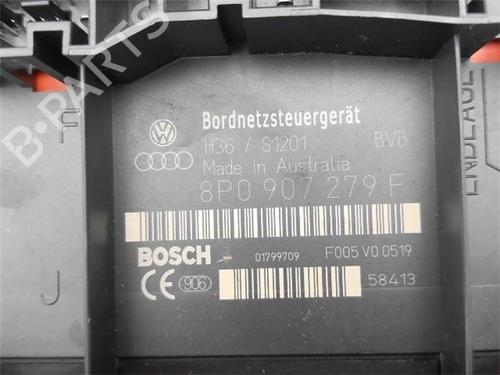 B-PARTS
Bordnetzsteuergerät
H36 / S1201 BVB
Made in Australia
8P0 907 279 F
BOSCH 01799709 F005 V0 0519
CE 906 58413
F
J
ENDLAGE